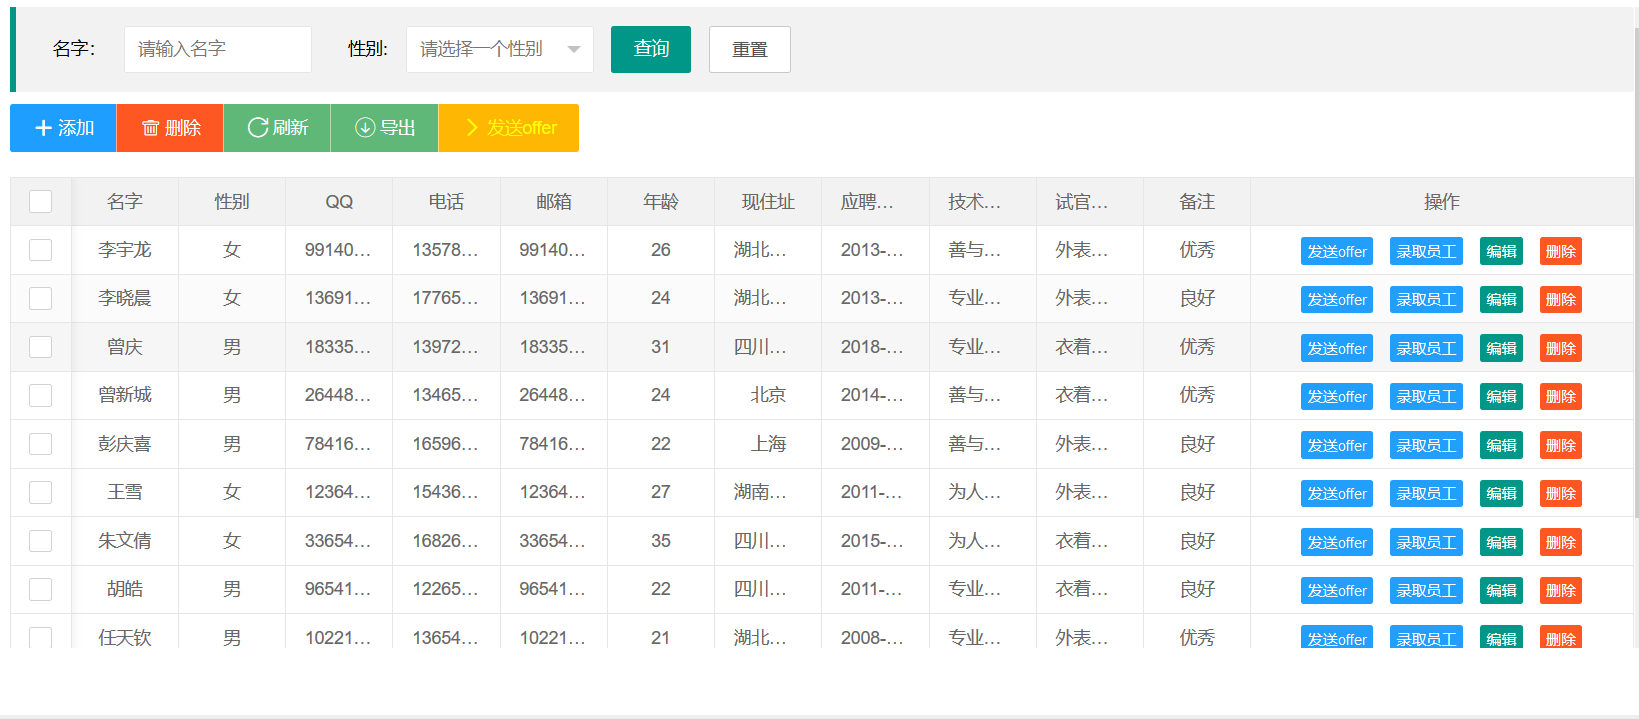 名字： 请输入名字 性别: 请选择一个性别 查询 重置
添加 删除 刷新 导出 发送offer
名字 性别 QQ 电话 邮箱 年龄 现住址 应聘... 技术... 试官... 备注 操作
李宇龙 女 99140... 13578... 99140... 26 湖北... 2013-... 善与... 外表... 优秀 发送offer 录取员工 编辑 删除
李晓晨 女 13691... 17765... 13691... 24 湖北... 2013-... 专业... 外表... 良好 发送offer 录取员工 编辑 删除
曾庆 男 18335... 13972... 18335... 31 四川... 2018-... 专业... 衣着... 优秀 发送offer 录取员工 编辑 删除
曾新城 男 26448... 13465... 26448... 24 北京 2014-... 善与... 衣着... 优秀 发送offer 录取员工 编辑 删除
彭庆喜 男 78416... 16596... 78416... 22 上海 2009-... 善与... 外表... 良好 发送offer 录取员工 编辑 删除
王雪 女 12364... 15436... 12364... 27 湖南... 2011-... 为人... 外表... 良好 发送offer 录取员工 编辑 删除
朱文倩 女 33654... 16826... 33654... 35 四川... 2015-... 为人... 衣着... 良好 发送offer 录取员工 编辑 删除
胡皓 男 96541... 12265... 96541... 22 四川... 2011-... 专业... 衣着... 良好 发送offer 录取员工 编辑 删除
任天钦 男 10221... 13654... 10221... 21 湖北... 2008-... 专业... 外表... 优秀 发送offer 录取员工 编辑 删除